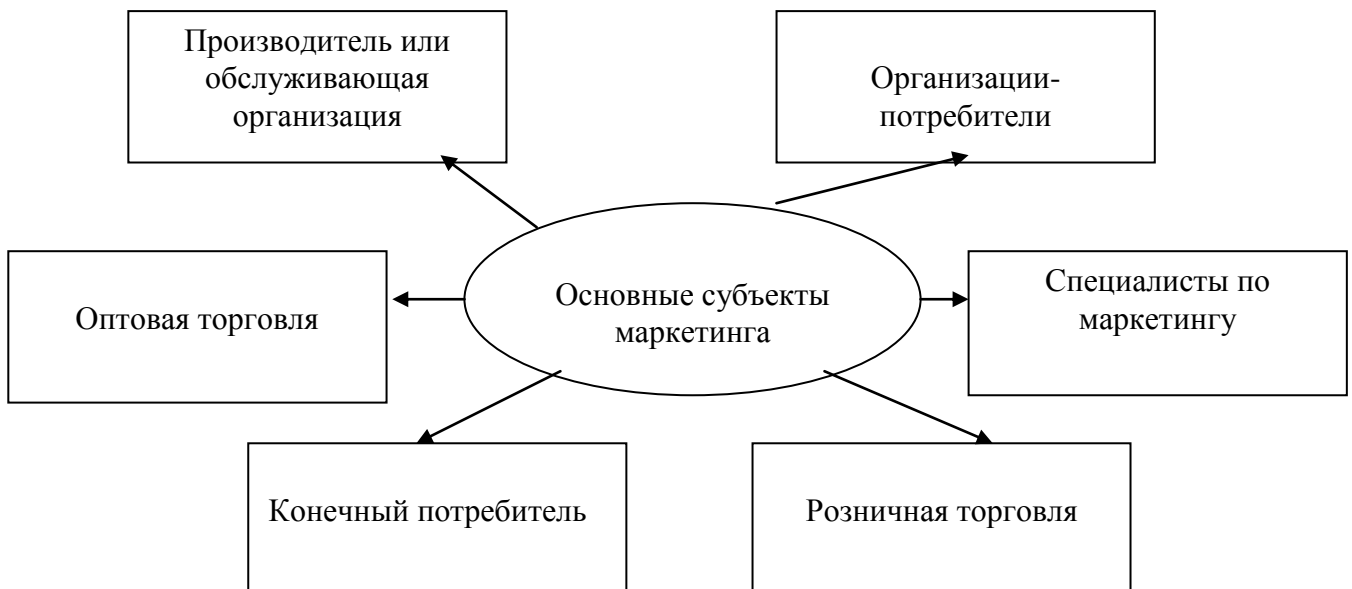 Производитель или
обслуживающая
организация
Организации-
потребители
Оптовая торговля
Основные субъекты
маркетинга
Специалисты по
маркетингу
Конечный потребитель
Розничная торговля